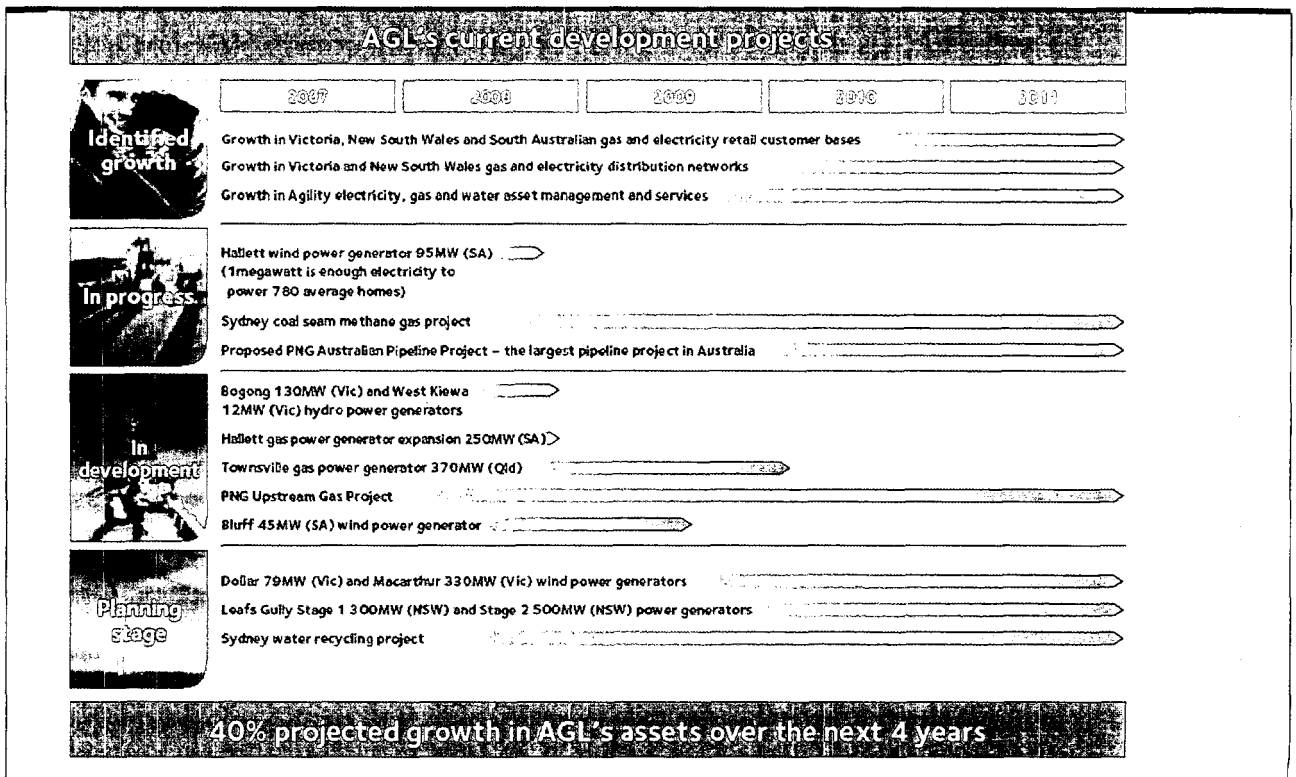 AGL's current development projects
2007 2008 2009 2010 2011
Identified
growth
Growth in Victoria, New South Wales and South Australian gas and electricity retail customer bases
Growth in Victoria and New South Wales gas and electricity distribution networks
Growth in Agility electricity, gas and water asset management and services
In progress
Hallett wind power generator 95MW (SA)
(1megawatt is enough electricity to
power 780 average homes)
Sydney coal seam methane gas project
Proposed PNG Australian Pipeline Project – the largest pipeline project in Australia
In
development
Bogong 130MW (Vic) and West Kiewa
12MW (Vic) hydro power generators
Hallett gas power generator expansion 250MW (SA)
Townsville gas power generator 370MW (Qld)
PNG Upstream Gas Project
Bluff 45MW (SA) wind power generator
Planning
stage
Dollar 79MW (Vic) and Macarthur 330MW (Vic) wind power generators
Leafs Gully Stage 1 300MW (NSW) and Stage 2 500MW (NSW) power generators
Sydney water recycling project
40% projected growth in AGL's assets over the next 4 years